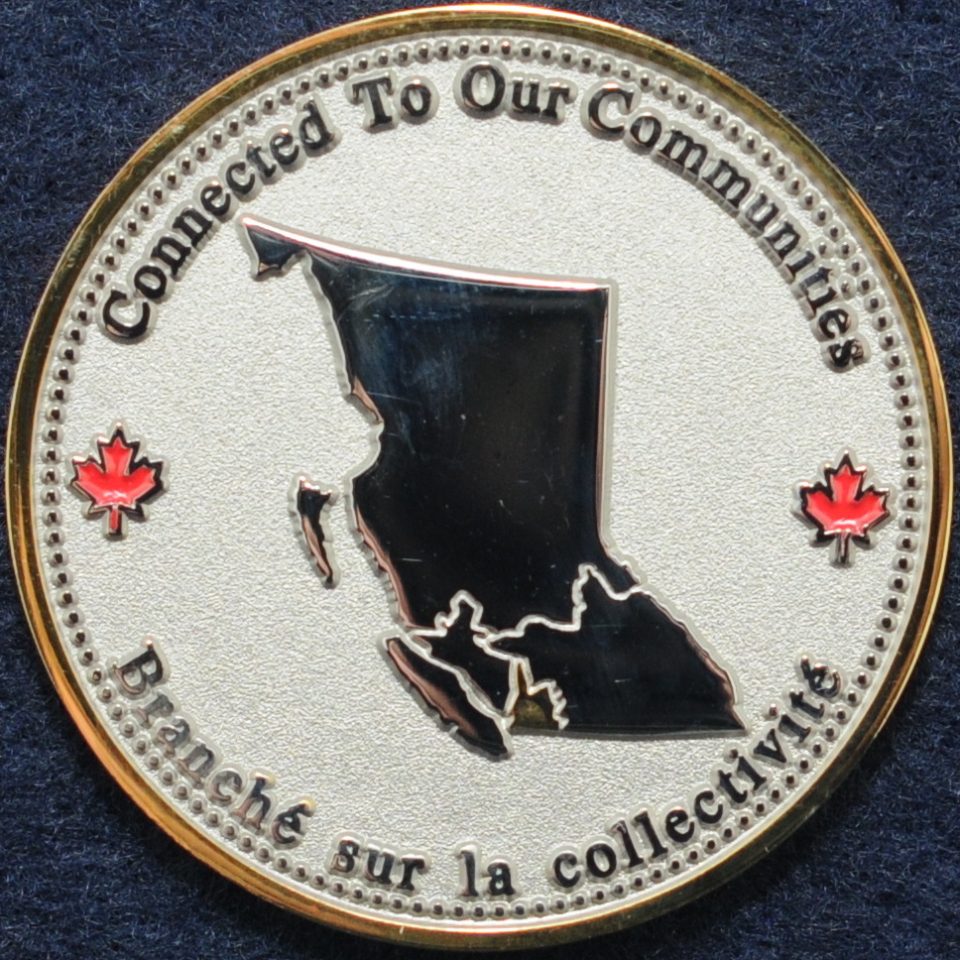 Connected To Our Communities
Branché sur la collectivité